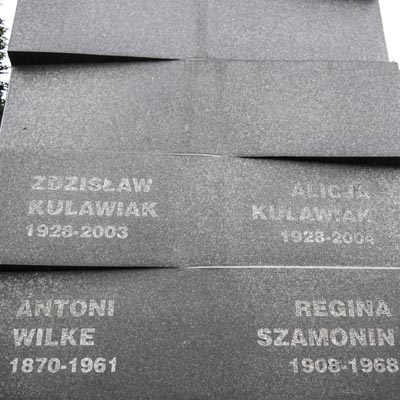 ZDZISŁAW
KULAWIAK
1928-2003
ALICJA
KULAWIAK
1928-2004
ANTONI
WILKE
1870-1961
REGINA
SZAMONIN
1908-1968